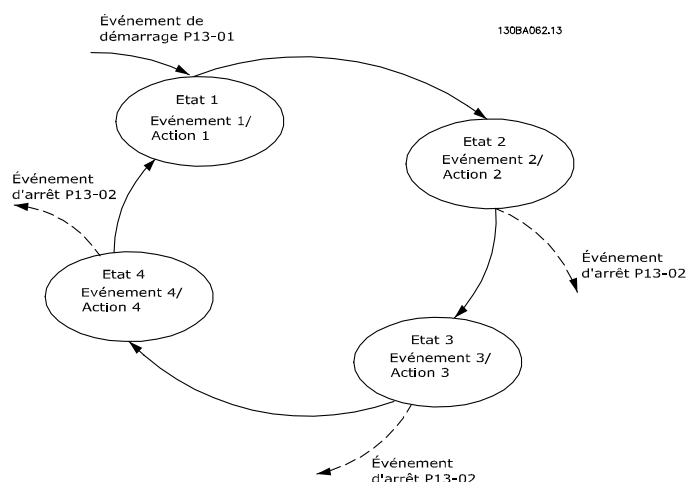 Événement de
démarrage P13-01
130BA062.13
Etat 1
Evénement 1/
Action 1
Etat 2
Evénement 2/
Action 2
Événement
d'arrêt P13-02
Événement
d'arrêt P13-02
Etat 4
Evénement 4/
Action 4
Etat 3
Evénement 3/
Action 3
Événement
d'arrêt P13-02